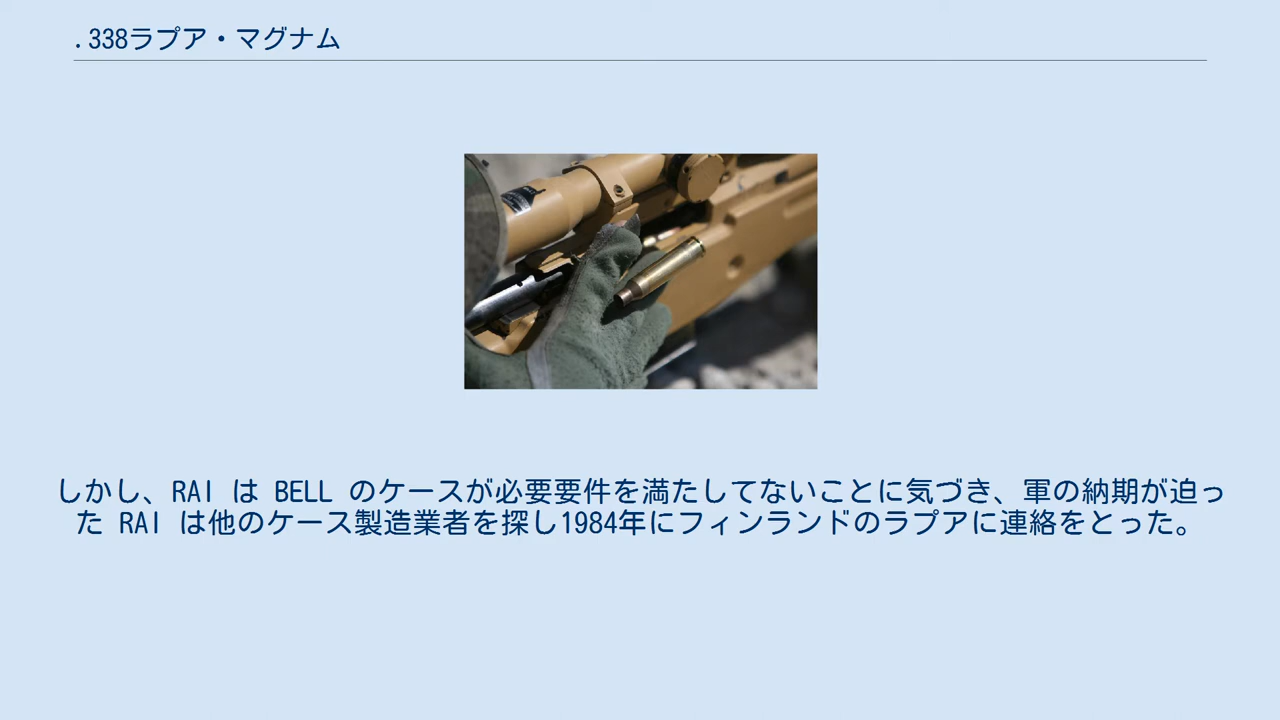 .338ラプア・マグナム
しかし、RAI は BELL のケースが必要要件を満たしてないことに気づき、軍の納期が迫っ
た RAI は他のケース製造業者を探し1984年にフィンランドのラプアに連絡をとった。